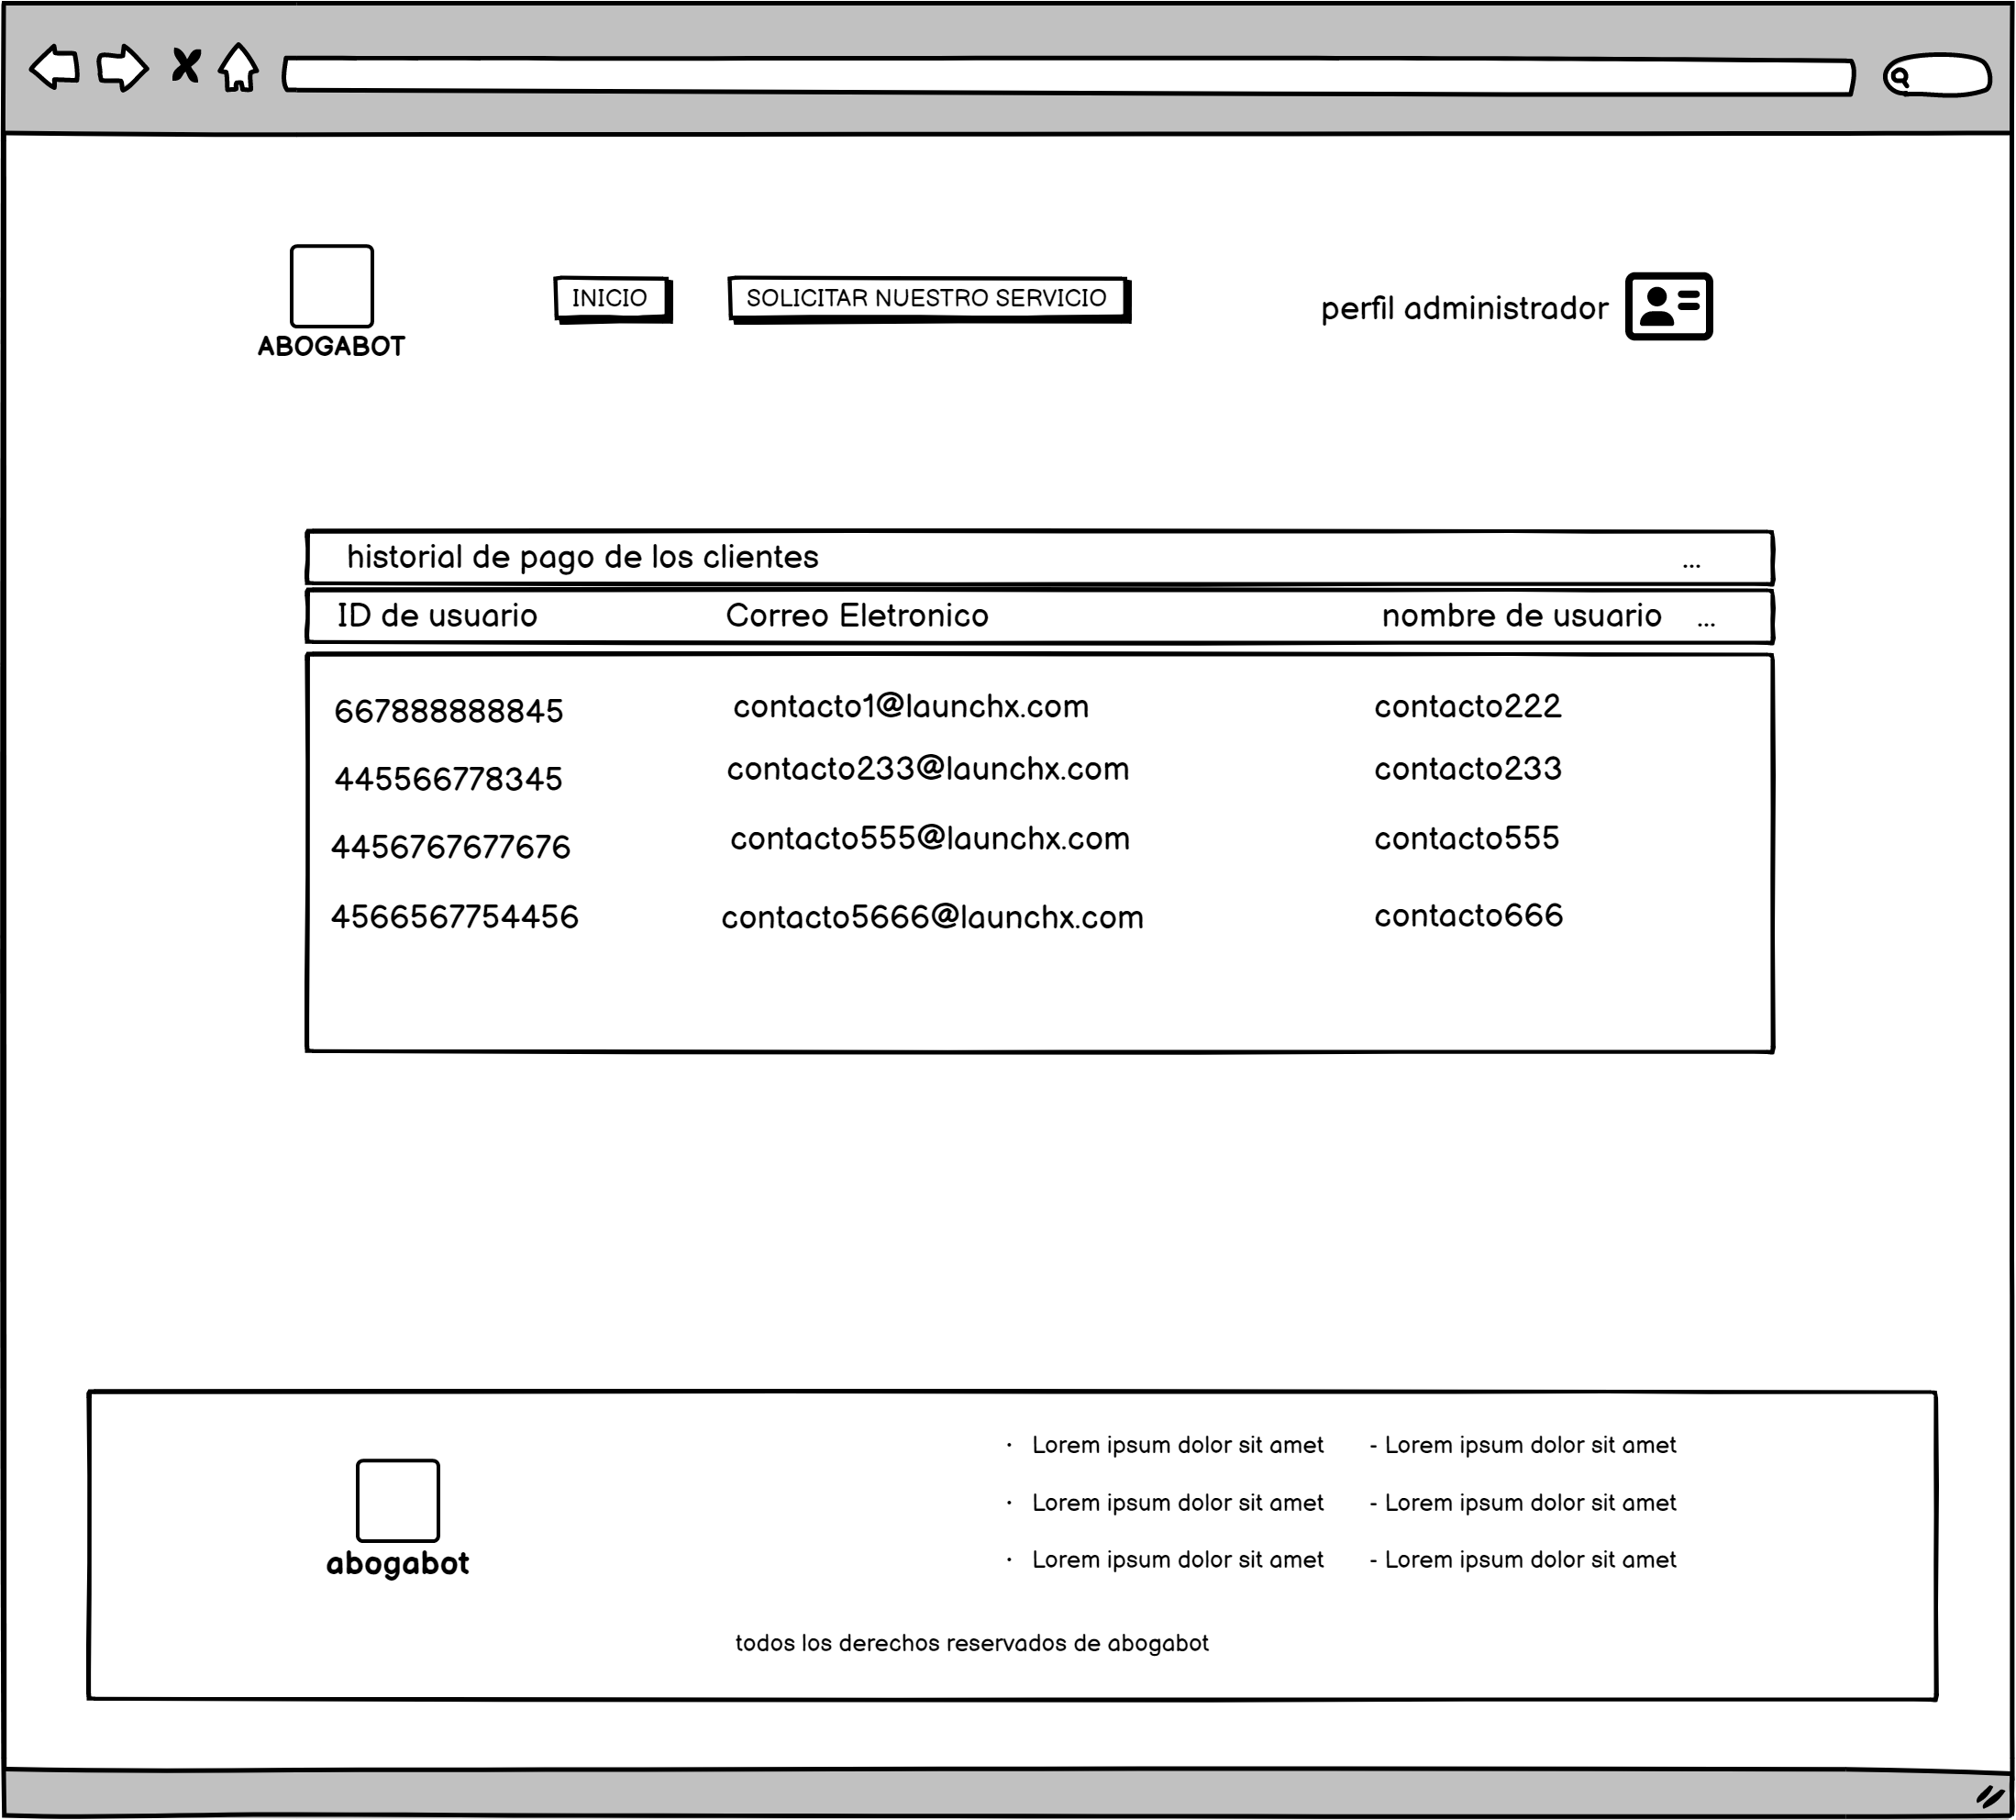 ABOGABOT
INICIO
SOLICITAR NUESTRO SERVICIO
perfil administrador
historial de pago de los clientes ...
ID de usuario Correo Eletronico nombre de usuario ...
667888888845 contacto1@launchx.com contacto222
445566778345 contacto233@launchx.com contacto233
4456767677676 contacto555@launchx.com contacto555
4566567754456 contacto5666@launchx.com contacto666
· Lorem ipsum dolor sit amet - Lorem ipsum dolor sit amet
· Lorem ipsum dolor sit amet - Lorem ipsum dolor sit amet
· Lorem ipsum dolor sit amet - Lorem ipsum dolor sit amet
abogabot
todos los derechos reservados de abogabot